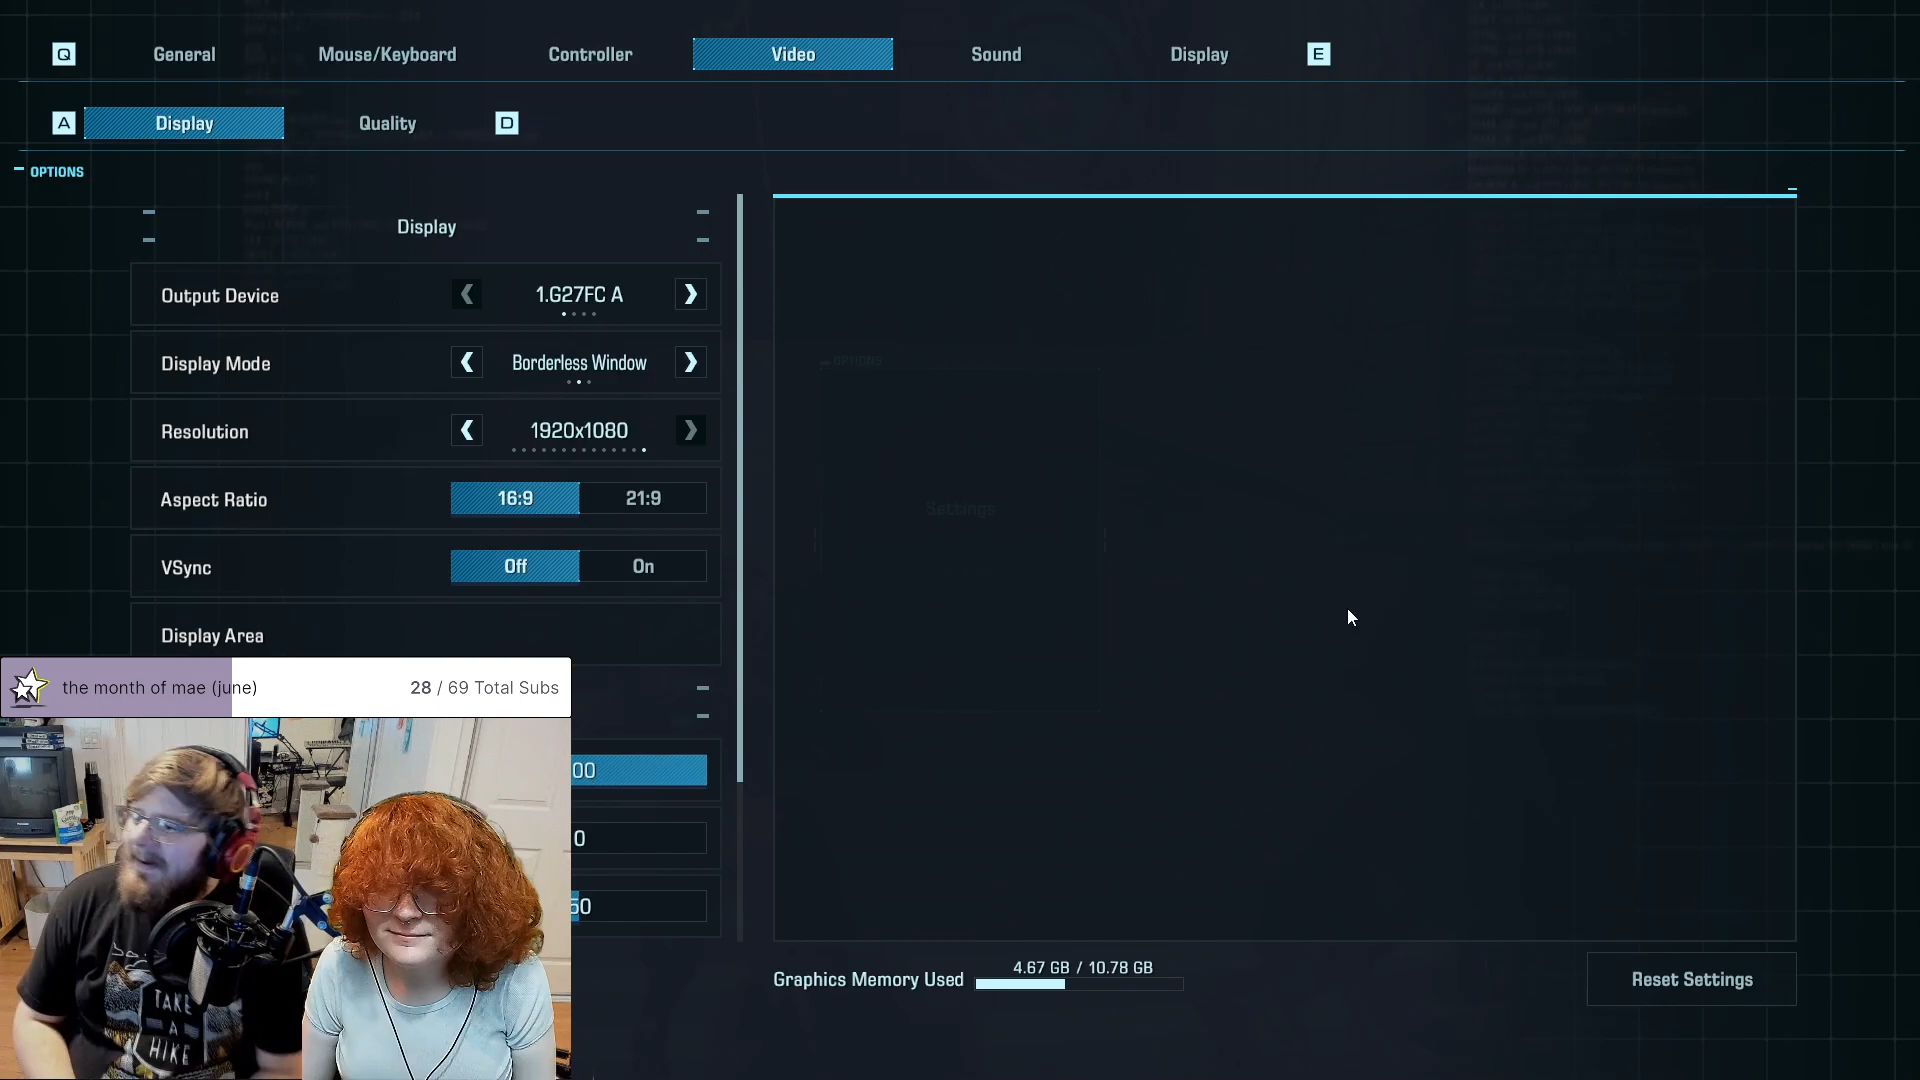 Q General Mouse/Keyboard Controller Video Sound Display E
A Display Quality D
OPTIONS
Display
Output Device 1.G27FC A
Display Mode Borderless Window
OPTIONS
Resolution 1920x1080
Aspect Ratio 16:9 21:9
Settings
VSync Off On
Display Area
the month of mae (june) 28 / 69 Total Subs
00
0
50
Graphics Memory Used 4.67 GB / 10.78 GB
Reset Settings
TAKE
A
HIKE